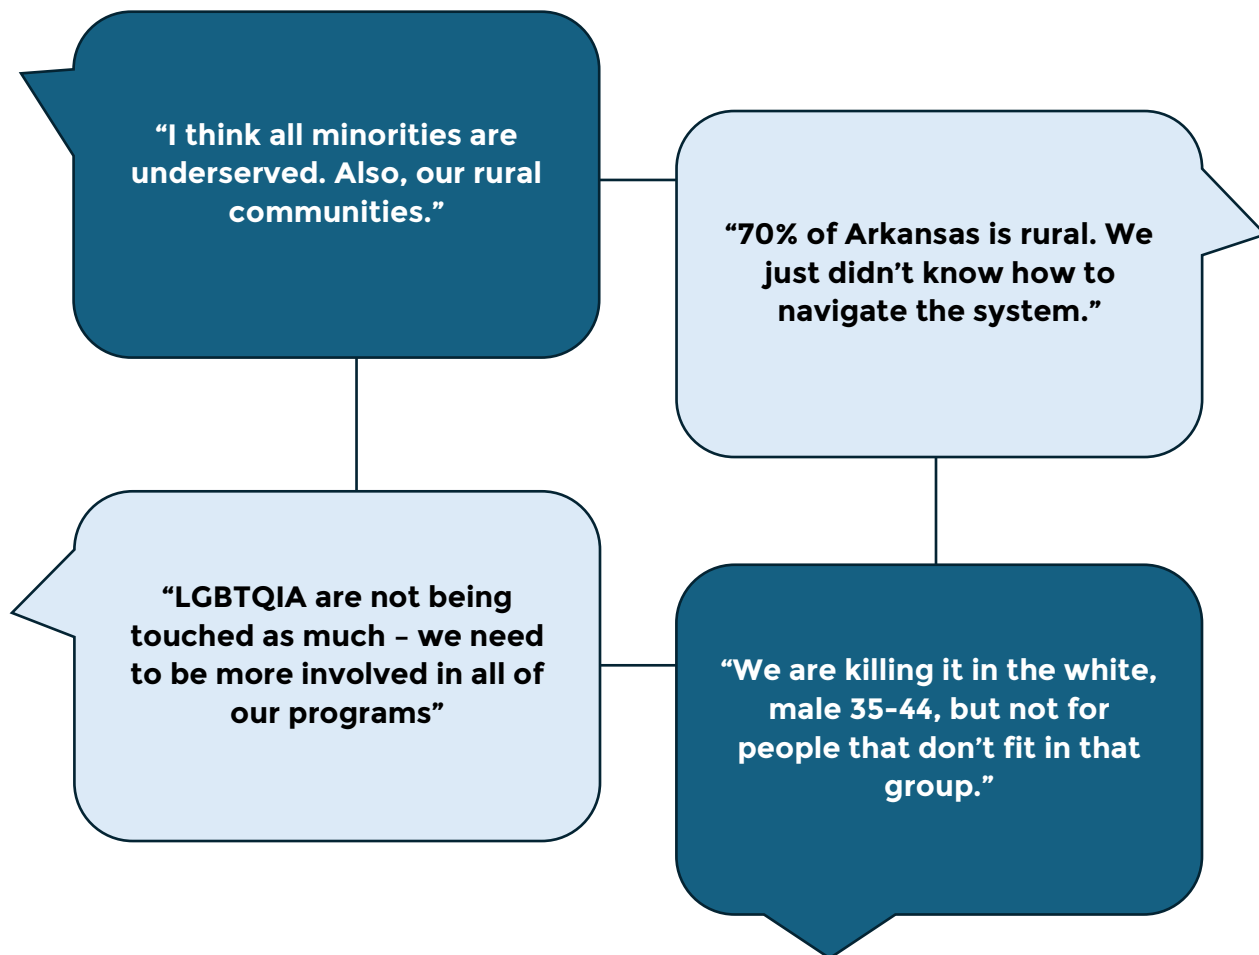 “I think all minorities are
underserved. Also, our rural
communities.”
“70% of Arkansas is rural. We
just didn’t know how to
navigate the system.”
“LGBTQIA are not being
touched as much – we need
to be more involved in all of
our programs”
“We are killing it in the white,
male 35-44, but not for
people that don’t fit in that
group.”